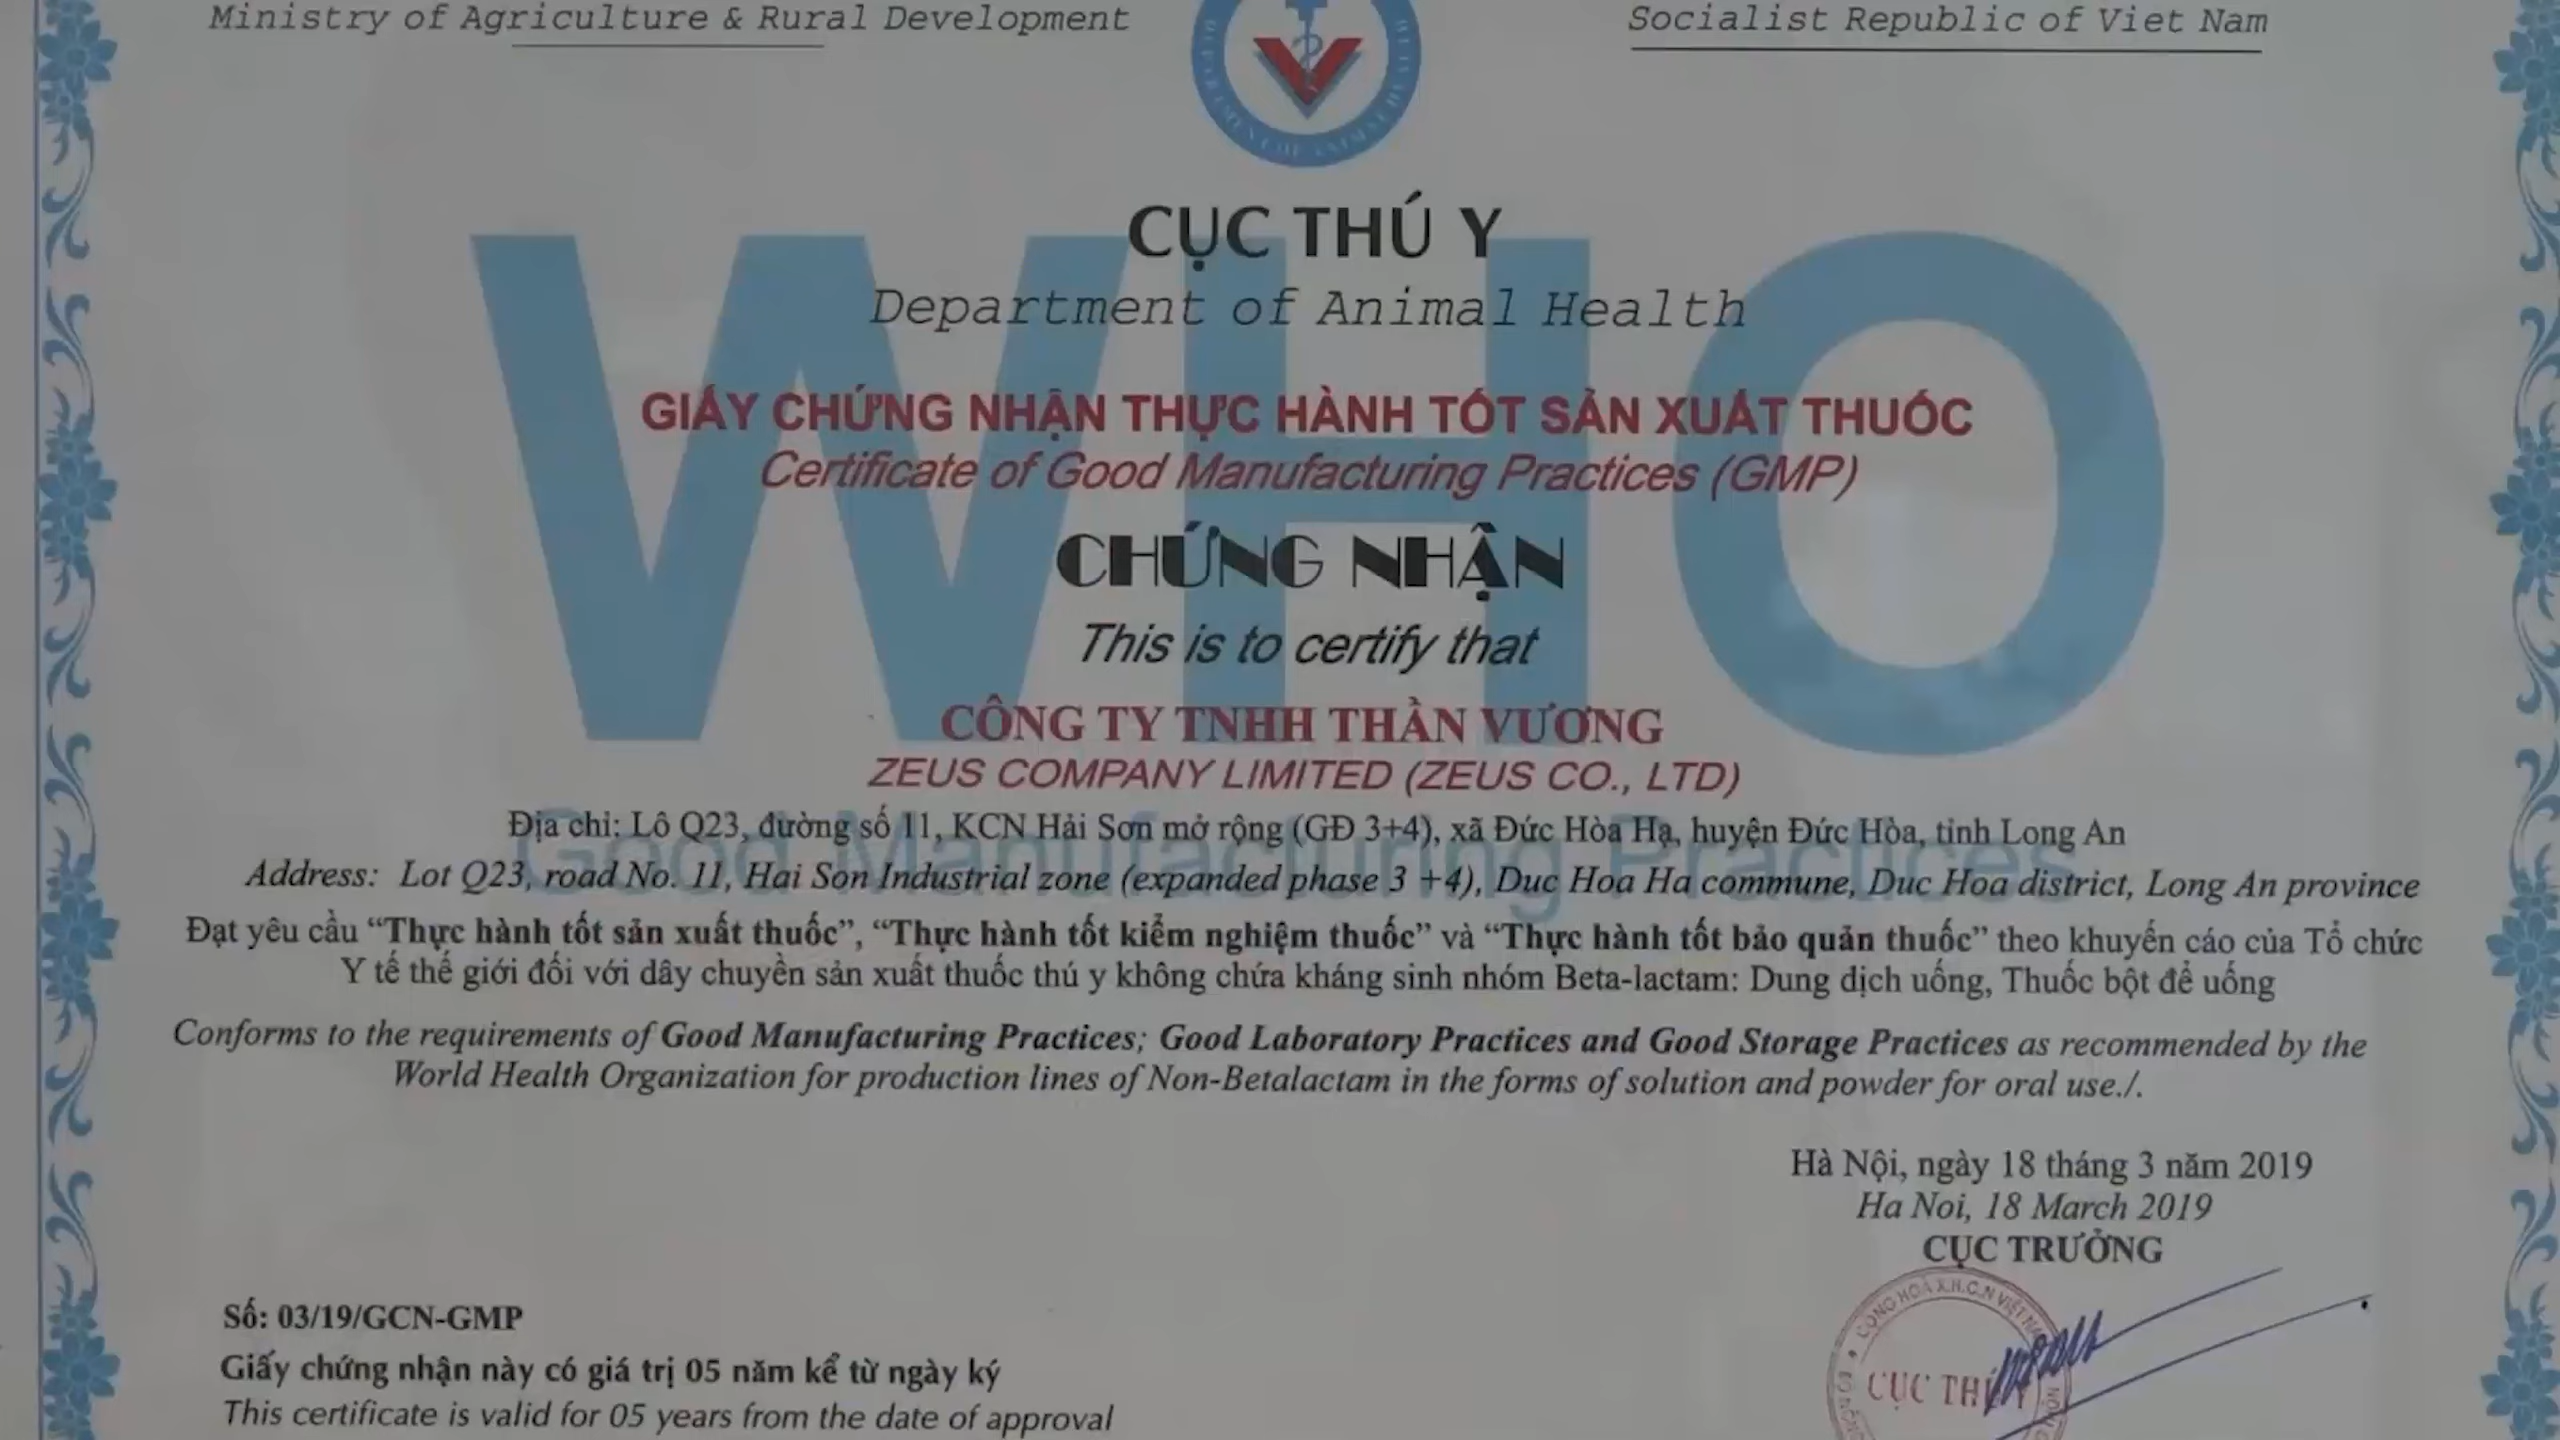 Ministry of Agriculture & Rural Development
Socialist Republic of Viet Nam
CỤC THÚ Y
Department of Animal Health
WHO
GIẤY CHỨNG NHẬN THỰC HÀNH TỐT SẢN XUẤT THUỐC
Certificate of Good Manufacturing Practices (GMP)
CHỨNG NHẬN
This is to certify that
CÔNG TY TNHH THẦN VƯƠNG
ZEUS COMPANY LIMITED (ZEUS CO., LTD)
Good Manufacturing Practices
Địa chỉ: Lô Q23, đường số 11, KCN Hải Sơn mở rộng (GĐ 3+4), xã Đức Hòa Hạ, huyện Đức Hòa, tỉnh Long An
Address: Lot Q23, road No. 11, Hai Son Industrial zone (expanded phase 3 +4), Duc Hoa Ha commune, Duc Hoa district, Long An province
Đạt yêu cầu “Thực hành tốt sản xuất thuốc”, “Thực hành tốt kiểm nghiệm thuốc” và “Thực hành tốt bảo quản thuốc” theo khuyến cáo của Tổ chức
Y tế thế giới đối với dây chuyền sản xuất thuốc thú y không chứa kháng sinh nhóm Beta-lactam: Dung dịch uống, Thuốc bột để uống
Conforms to the requirements of Good Manufacturing Practices; Good Laboratory Practices and Good Storage Practices as recommended by the
World Health Organization for production lines of Non-Betalactam in the forms of solution and powder for oral use./.
Hà Nội, ngày 18 tháng 3 năm 2019
Ha Noi, 18 March 2019
CỤC TRƯỞNG
CỘNG HOÀ X.H.C.N VIỆT NAM
CỤC THÚ Y
Số: 03/19/GCN-GMP
Giấy chứng nhận này có giá trị 05 năm kể từ ngày ký
This certificate is valid for 05 years from the date of approval